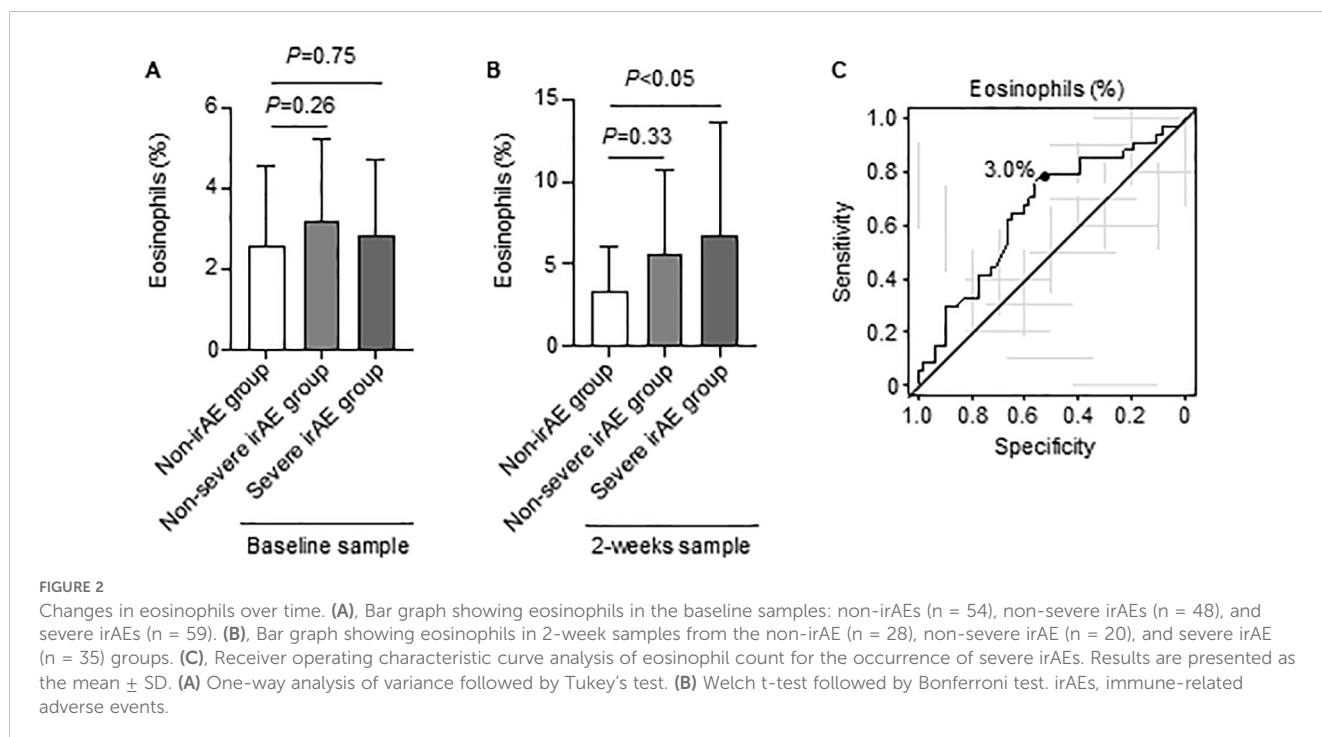 A
P=0.75
P=0.26
Eosinophils (%)
6
4
2
0
Non-irAE group
Non-severe irAE group
Severe irAE group
Baseline sample
B
P<0.05
P=0.33
Eosinophils (%)
15
10
5
0
Non-irAE group
Non-severe irAE group
Severe irAE group
2-weeks sample
C
Eosinophils (%)
Sensitivity
1.0
0.8
0.6
0.4
0.2
0
3.0%
1.0 0.8 0.6 0.4 0.2 0
Specificity
FIGURE 2
Changes in eosinophils over time. (A), Bar graph showing eosinophils in the baseline samples: non-irAEs (n = 54), non-severe irAEs (n = 48), and
severe irAEs (n = 59). (B), Bar graph showing eosinophils in 2-week samples from the non-irAE (n = 28), non-severe irAE (n = 20), and severe irAE
(n = 35) groups. (C), Receiver operating characteristic curve analysis of eosinophil count for the occurrence of severe irAEs. Results are presented as
the mean ± SD. (A) One-way analysis of variance followed by Tukey's test. (B) Welch t-test followed by Bonferroni test. irAEs, immune-related
adverse events.